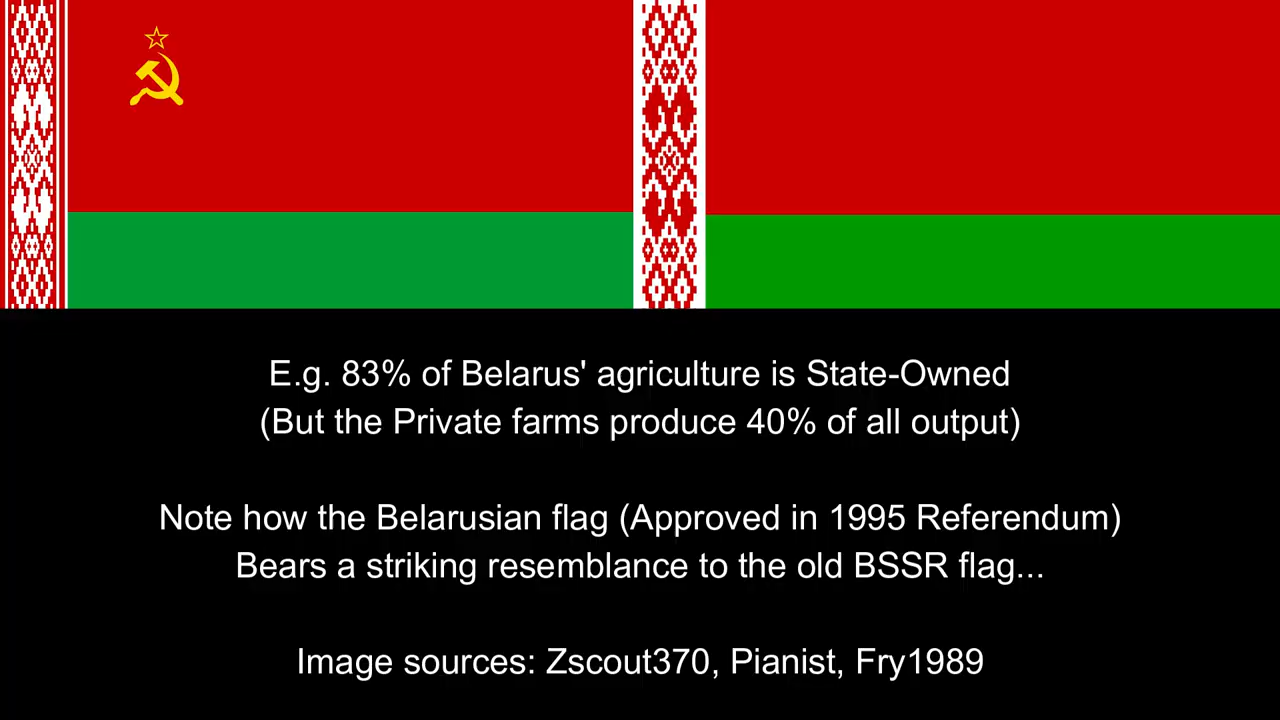 E.g. 83% of Belarus' agriculture is State-Owned
(But the Private farms produce 40% of all output)
Note how the Belarusian flag (Approved in 1995 Referendum)
Bears a striking resemblance to the old BSSR flag...
Image sources: Zscout370, Pianist, Fry1989